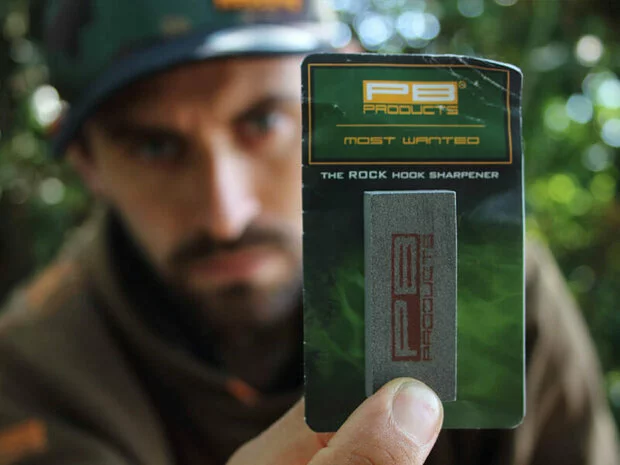 PB®
PRODUCTS
MOST WANTED
THE ROCK HOOK SHARPENER
PB
PRODUCTS